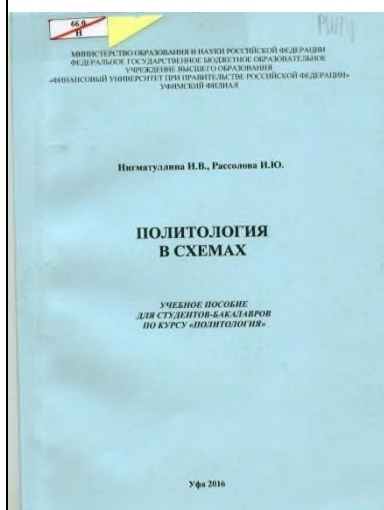 66.0
Н
МИНИСТЕРСТВО ОБРАЗОВАНИЯ И НАУКИ РОССИЙСКОЙ ФЕДЕРАЦИИ
ФЕДЕРАЛЬНОЕ ГОСУДАРСТВЕННОЕ БЮДЖЕТНОЕ ОБРАЗОВАТЕЛЬНОЕ
УЧРЕЖДЕНИЕ ВЫСШЕГО ОБРАЗОВАНИЯ
«ФИНАНСОВЫЙ УНИВЕРСИТЕТ ПРИ ПРАВИТЕЛЬСТВЕ РОССИЙСКОЙ ФЕДЕРАЦИИ»
УФИМСКИЙ ФИЛИАЛ
Нигматуллина И.В., Рассолова И.Ю.
ПОЛИТОЛОГИЯ
В СХЕМАХ
УЧЕБНОЕ ПОСОБИЕ
ДЛЯ СТУДЕНТОВ-БАКАЛАВРОВ
ПО КУРСУ «ПОЛИТОЛОГИЯ»
Уфа 2016